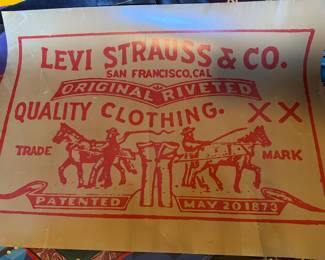 LEVI STRAUSS & CO.
SAN FRANCISCO, CAL
ORIGINAL RIVETED
QUALITY CLOTHING. XX
TRADE MARK
PATENTED MAY 20 1873